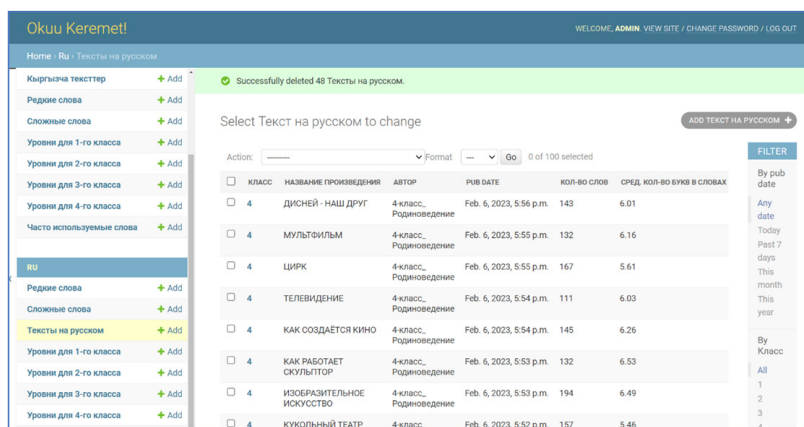 Okuu Keremet!
WELCOME, ADMIN. VIEW SITE / CHANGE PASSWORD / LOG OUT
Home › Ru › Тексты на русском
Кыргызча тексттер + Add
Редкие слова + Add
Сложные слова + Add
Уровни для 1-го класса + Add
Уровни для 2-го класса + Add
Уровни для 3-го класса + Add
Уровни для 4-го класса + Add
Часто используемые слова + Add
RU
Редкие слова + Add
Сложные слова + Add
Тексты на русском + Add
Уровни для 1-го класса + Add
Уровни для 2-го класса + Add
Уровни для 3-го класса + Add
Уровни для 4-го класса + Add
Successfully deleted 48 Тексты на русском.
Select Текст на русском to change
ADD ТЕКСТ НА РУССКОМ +
Action: --------- Format --- Go 0 of 100 selected
КЛАСС НАЗВАНИЕ ПРОИЗВЕДЕНИЯ АВТОР PUB DATE КОЛ-ВО СЛОВ СРЕД. КОЛ-ВО БУКВ В СЛОВАХ
4 ДИСНЕЙ - НАШ ДРУГ 4-класс_ Feb. 6, 2023, 5:56 p.m. 143 6.01
Родиноведение
4 МУЛЬТФИЛЬМ 4-класс_ Feb. 6, 2023, 5:55 p.m. 132 6.16
Родиноведение
4 ЦИРК 4-класс_ Feb. 6, 2023, 5:55 p.m. 167 5.61
Родиноведение
4 ТЕЛЕВИДЕНИЕ 4-класс_ Feb. 6, 2023, 5:54 p.m. 111 6.03
Родиноведение
4 КАК СОЗДАЁТСЯ КИНО 4-класс_ Feb. 6, 2023, 5:54 p.m. 145 6.26
Родиноведение
4 КАК РАБОТАЕТ 4-класс_ Feb. 6, 2023, 5:53 p.m. 132 6.53
СКУЛЬПТОР Родиноведение
4 ИЗОБРАЗИТЕЛЬНОЕ 4-класс_ Feb. 6, 2023, 5:53 p.m. 194 6.49
ИСКУССТВО Родиноведение
4 КУКОЛЬНЫЙ ТЕАТР 4-класс_ Feb. 6, 2023, 5:52 p.m. 157 5.46
FILTER
By pub
date
Any
date
Today
Past 7
days
This
month
This
year
By
Класс
All
1
2
3
4